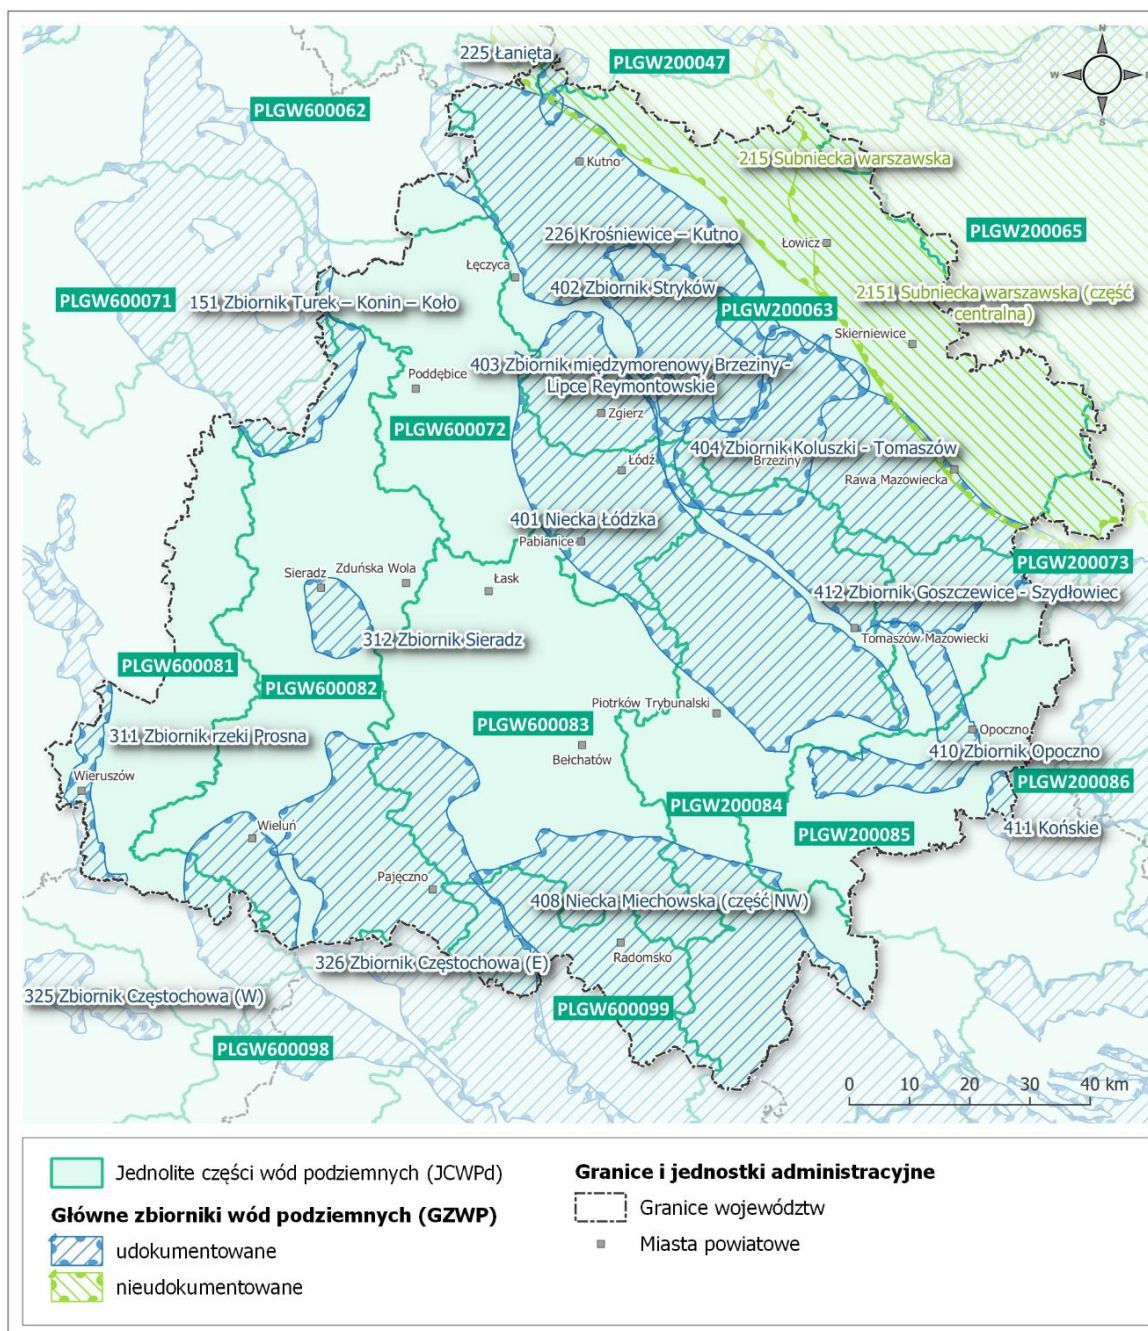 N
W
S
225 Łanięta
PLGW200047
PLGW600062
215 Subniecka warszawska
Kutno
PLGW200065
226 Krośniewice – Kutno
Łowicz
Łęczyca
402 Zbiornik Stryków
PLGW600071
151 Zbiornik Turek – Konin – Koło
2151 Subniecka warszawska (część
centralna)
PLGW200063
Skierniewice
403 Zbiornik międzymorenowy Brzeziny -
Lipce Reymontowskie
Poddębice
Zgierz
PLGW600072
404 Zbiornik Koluszki - Tomaszów
Brzeziny
Łódź
Rawa Mazowiecka
401 Niecka Łódzka
Pabianice
PLGW200073
Sieradz
Zduńska Wola
Łask
412 Zbiornik Goszczewice - Szydłowiec
312 Zbiornik Sieradz
Tomaszów Mazowiecki
PLGW600081
PLGW600082
Piotrków Trybunalski
PLGW600083
311 Zbiornik rzeki Prosna
Opoczno
410 Zbiornik Opoczno
Bełchatów
Wieruszów
PLGW200086
PLGW200084
411 Końskie
PLGW200085
Wieluń
Pajęczno
408 Niecka Miechowska (część NW)
Radomsko
326 Zbiornik Częstochowa (E)
325 Zbiornik Częstochowa (W)
PLGW600099
PLGW600098
0 10 20 30 40 km
Jednolite części wód podziemnych (JCWPd)
Główne zbiorniki wód podziemnych (GZWP)
udokumentowane
nieudokumentowane
Granice i jednostki administracyjne
Granice województw
Miasta powiatowe